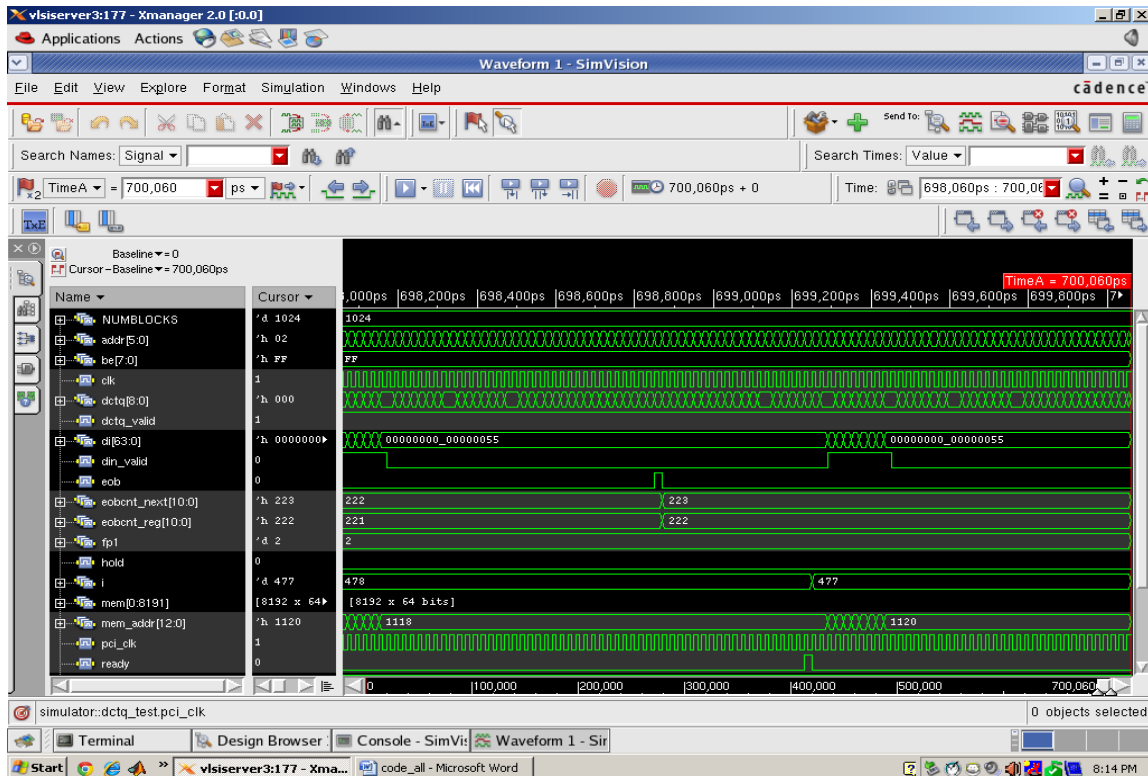 vlsiserver3:177 - Xmanager 2.0 [:0.0]
Applications Actions
Waveform 1 - SimVision
File Edit View Explore Format Simulation Windows Help cādence
Send To:
Search Names: Signal Search Times: Value
x2 TimeA = 700,060 ps 700,060ps + 0 Time: 698,060ps : 700,06
TxE
Baseline = 0
Cursor-Baseline = 700,060ps
TimeA = 700,060ps
Name Cursor ,000ps |698,200ps |698,400ps |698,600ps |698,800ps |699,000ps |699,200ps |699,400ps |699,600ps |699,800ps |7
NUMBLOCKS 'd 1024 1024
addr[5:0] 'h 02
be[7:0] 'h FF FF
clk 1
dctq[8:0] 'h 000
dctq_valid 1
di[63:0] 'h 0000000 00000000_00000055 00000000_00000055
din_valid 0
eob 0
eobcnt_next[10:0] 'h 223 222 223
eobcnt_reg[10:0] 'h 222 221 222
fp1 'd 2 2
hold 0
i 'd 477 478 477
mem[0:8191] [8192 x 64 [8192 x 64 bits]
mem_addr[12:0] 'h 1120 1118 1120
pci_clk 1
ready 0
0 |100,000 |200,000 |300,000 |400,000 |500,000 700,060
simulator::dctq_test.pci_clk 0 objects selected
Terminal Design Browser Console - SimVis Waveform 1 - Sir
Start » vlsiserver3:177 - Xma... code_all - Microsoft Word 8:14 PM